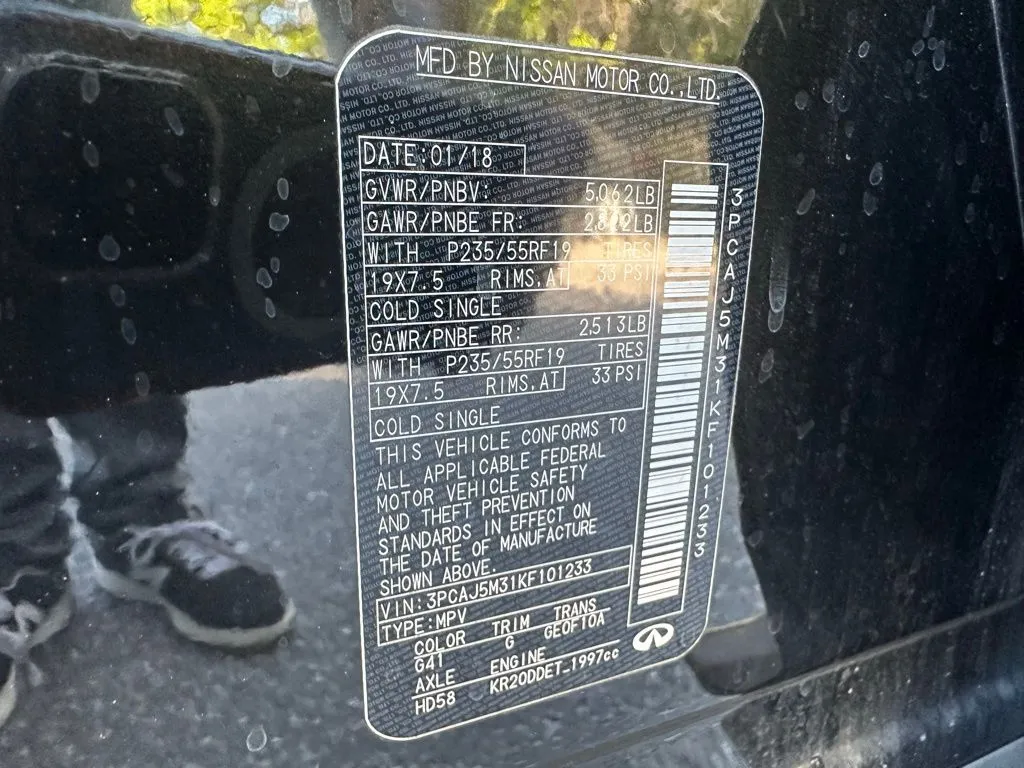 MFD BY NISSAN MOTOR CO.,LTD.
DATE:01/18
GVWR/PNBV: 5,062LB
GAWR/PNBE FR: LB
WITH P235/55RF19 TIRES
19X7.5 RIMS,AT 33 PSI
COLD SINGLE
GAWR/PNBE RR: 2,513LB
WITH P235/55RF19 TIRES
19X7.5 RIMS,AT 33 PSI
COLD SINGLE
THIS VEHICLE CONFORMS TO
ALL APPLICABLE FEDERAL
MOTOR VEHICLE SAFETY
AND THEFT PREVENTION
STANDARDS IN EFFECT ON
THE DATE OF MANUFACTURE
SHOWN ABOVE.
VIN:3PCAJ5M31KF101233
TYPE:MPV
COLOR TRIM TRANS
G41 G GE0F10A
AXLE ENGINE
HD58 KR20DDET_1997cc
3PCAJ5M31KF101233